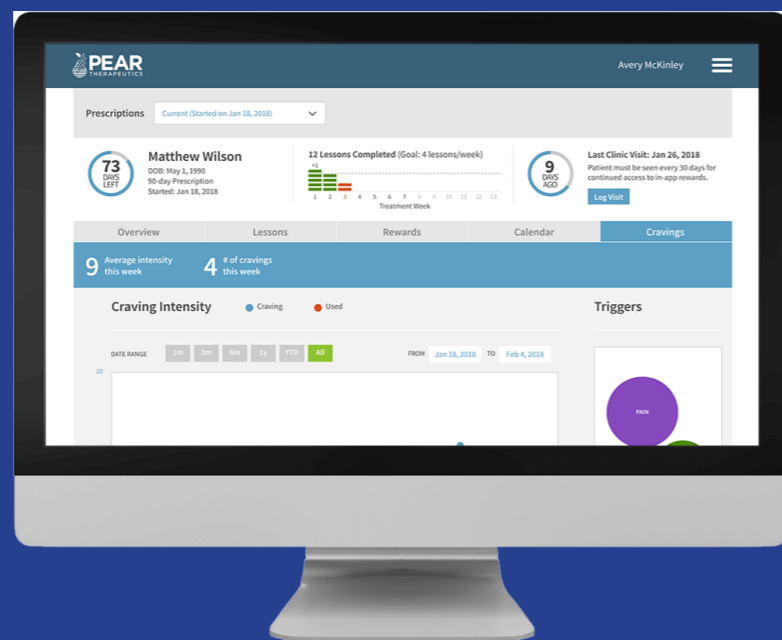 PEAR
THERAPEUTICS
Avery McKinley
Prescriptions
Current (Started on Jan 18, 2018)
73
DAYS
LEFT
Matthew Wilson
DOB: May 1, 1990
90-day Prescription
Started: Jan 18, 2018
12 Lessons Completed (Goal: 4 lessons/week)
+1
1 2 3 4 5 6 7 8 9 10 11 12 13
Treatment Week
9
DAYS
AGO
Last Clinic Visit: Jan 26, 2018
Patient must be seen every 30 days for
continued access to in-app rewards.
Log Visit
Overview Lessons Rewards Calendar Cravings
9 Average intensity
this week
4 # of cravings
this week
Craving Intensity
Craving
Used
Triggers
DATE RANGE 1m 3m 6m 1y YTD All
FROM Jan 18, 2018 TO Feb 4, 2018
10
PAIN